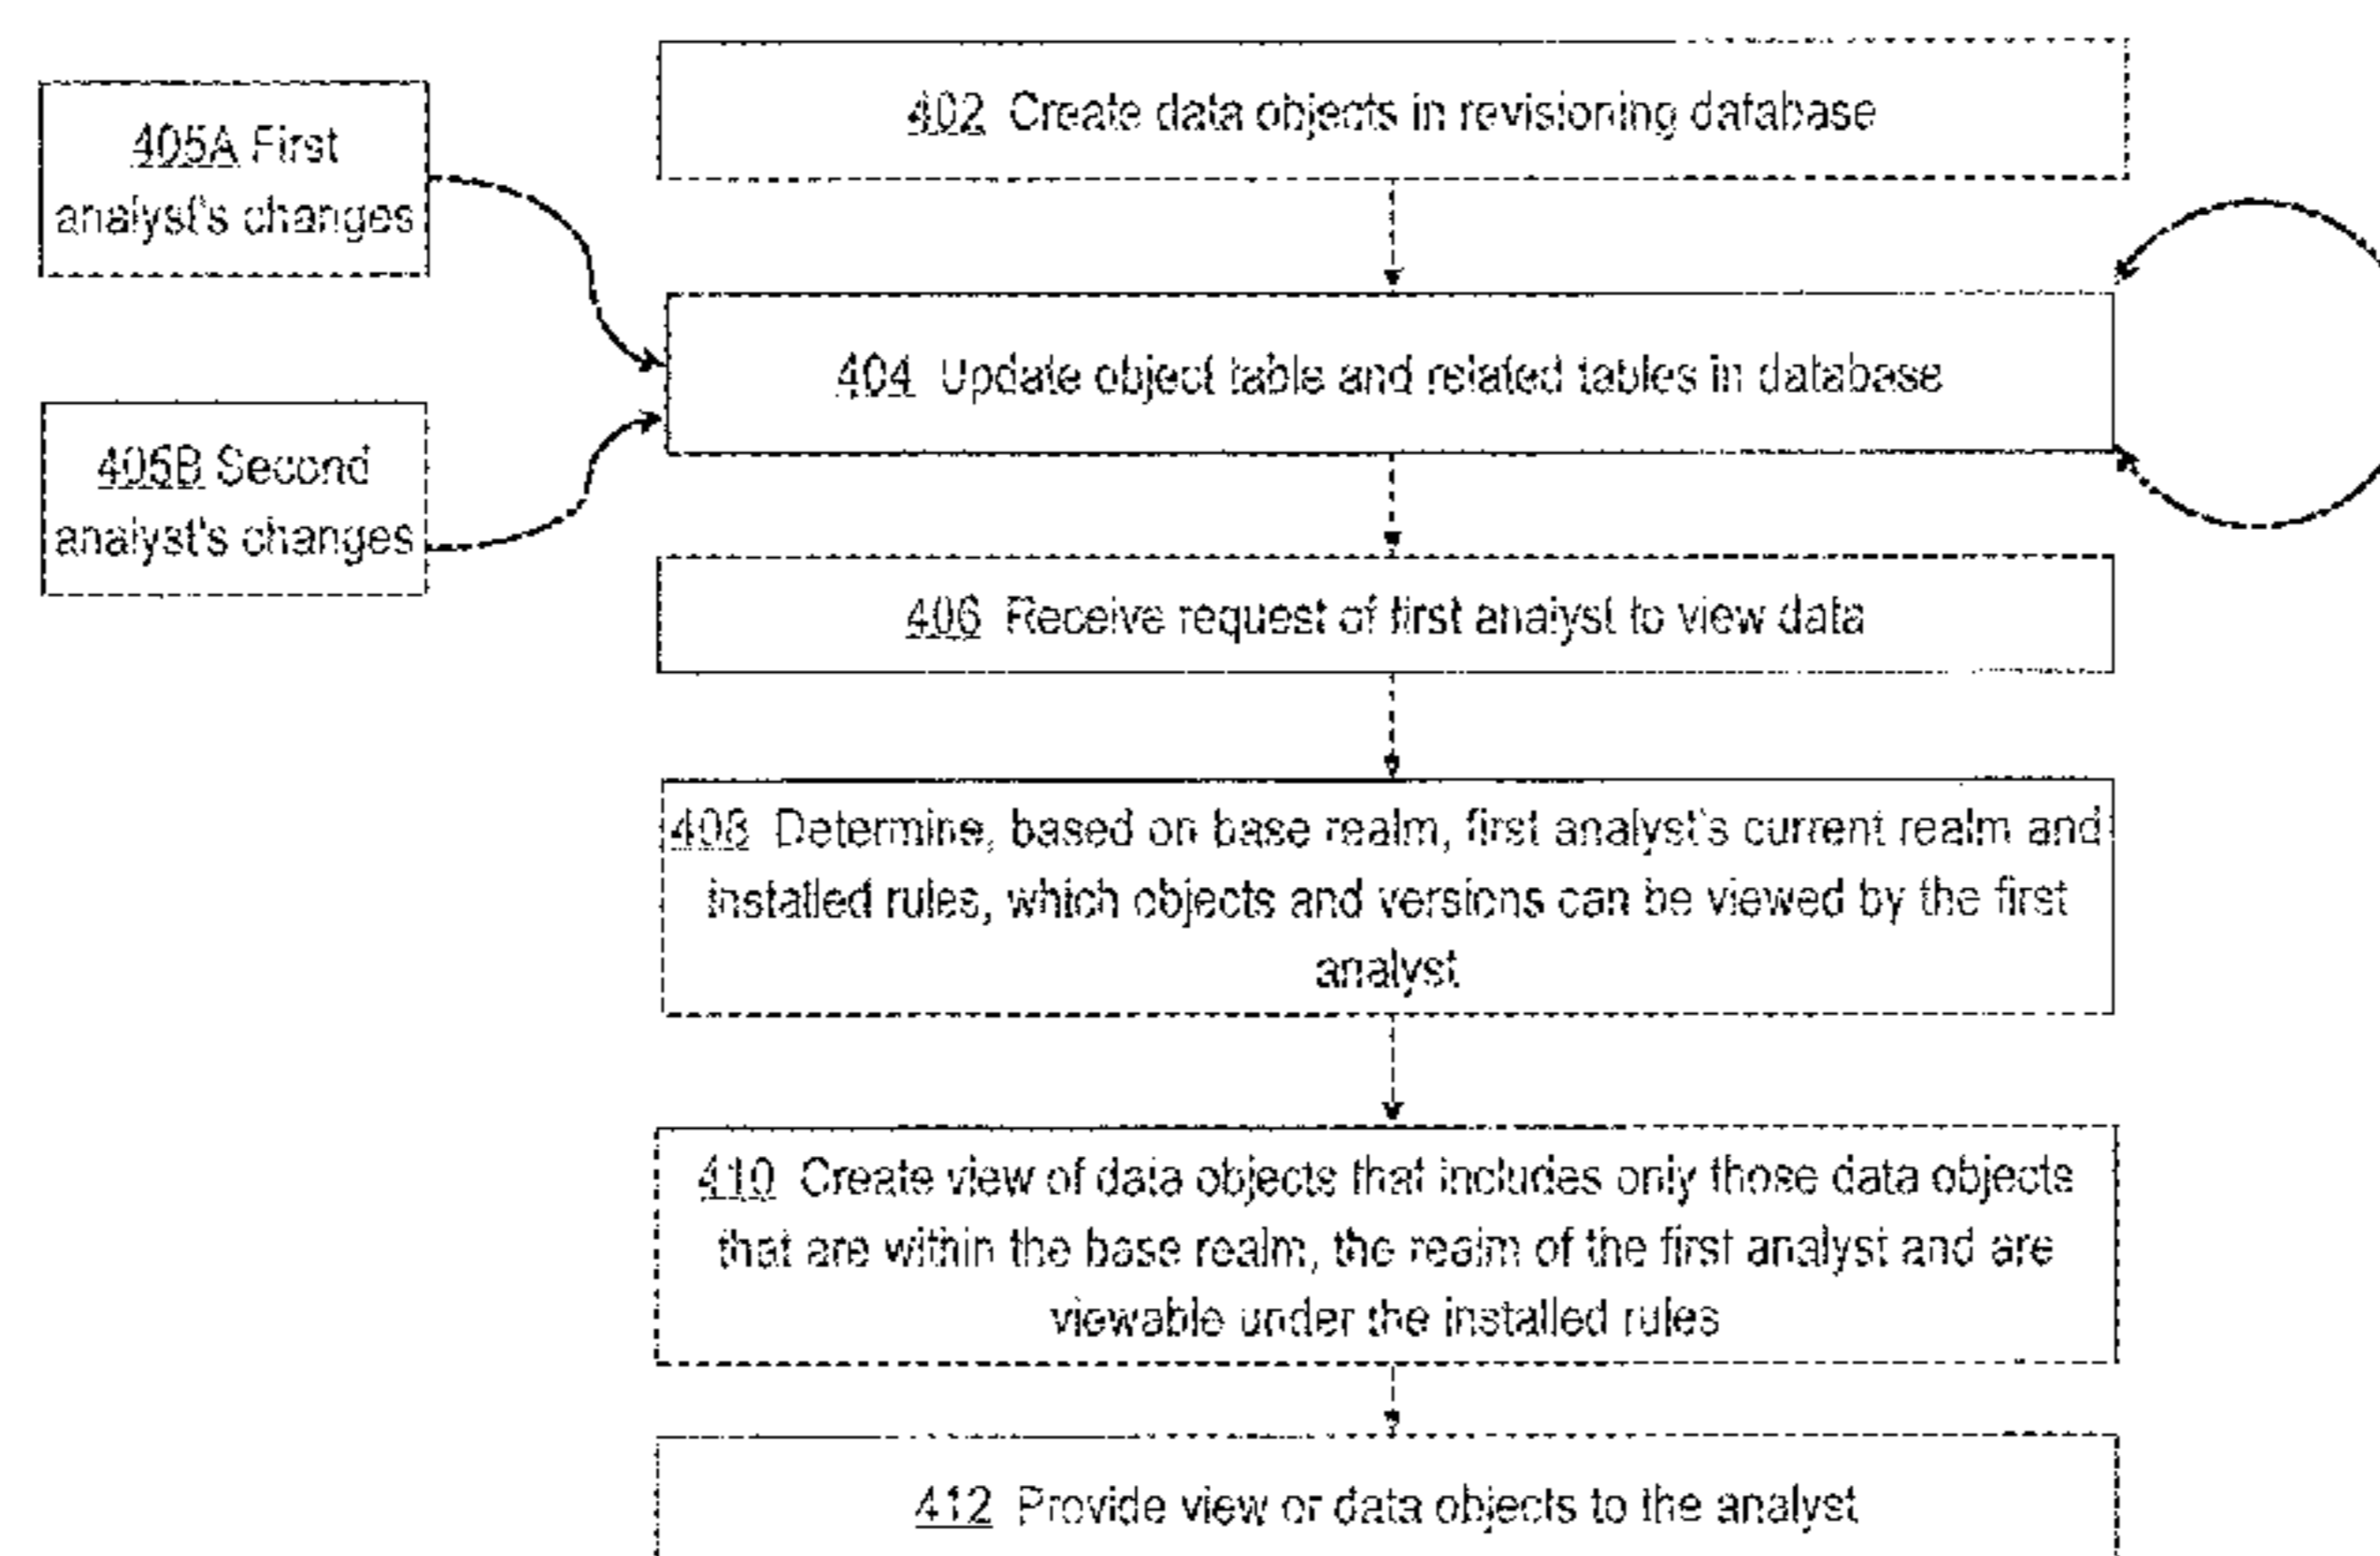 402 Create data objects in revisioning database
405A First
analyst's changes
404 Update object table and related tables in database
405B Second
analyst's changes
406 Receive request of first analyst to view data
408 Determine, based on base realm, first analyst's current realm and
installed rules, which objects and versions can be viewed by the first
analyst
410 Create view of data objects that includes only those data objects
that are within the base realm, the realm of the first analyst and are
viewable under the installed rules
412 Provide view or data objects to the analyst